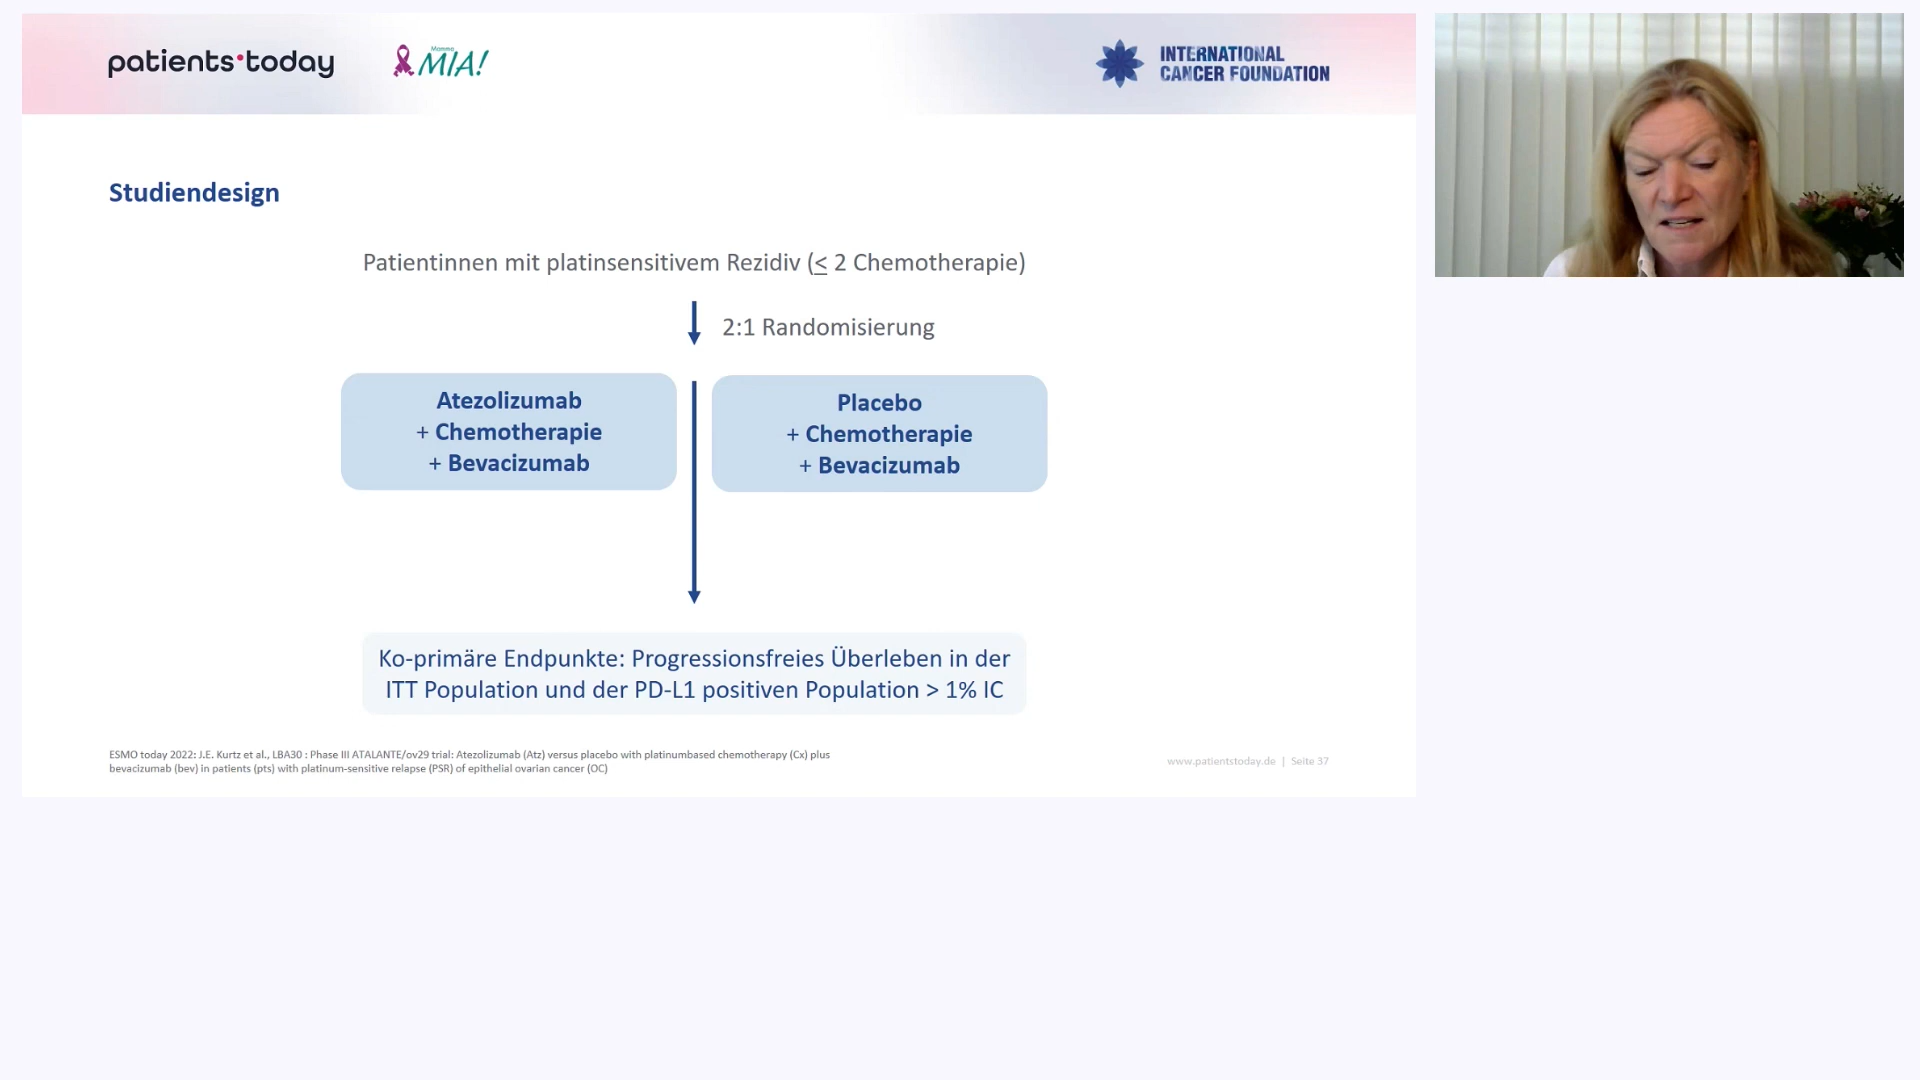 patients·today
Mamma
MIA!
INTERNATIONAL
CANCER FOUNDATION
Studiendesign
Patientinnen mit platinsensitivem Rezidiv (≤ 2 Chemotherapie)
2:1 Randomisierung
Atezolizumab
+ Chemotherapie
+ Bevacizumab
Placebo
+ Chemotherapie
+ Bevacizumab
Ko-primäre Endpunkte: Progressionsfreies Überleben in der
ITT Population und der PD-L1 positiven Population > 1% IC
ESMO today 2022: J.E. Kurtz et al., LBA30 : Phase III ATALANTE/ov29 trial: Atezolizumab (Atz) versus placebo with platinumbased chemotherapy (Cx) plus
bevacizumab (bev) in patients (pts) with platinum-sensitive relapse (PSR) of epithelial ovarian cancer (OC)
www.patientstoday.de | Seite 37